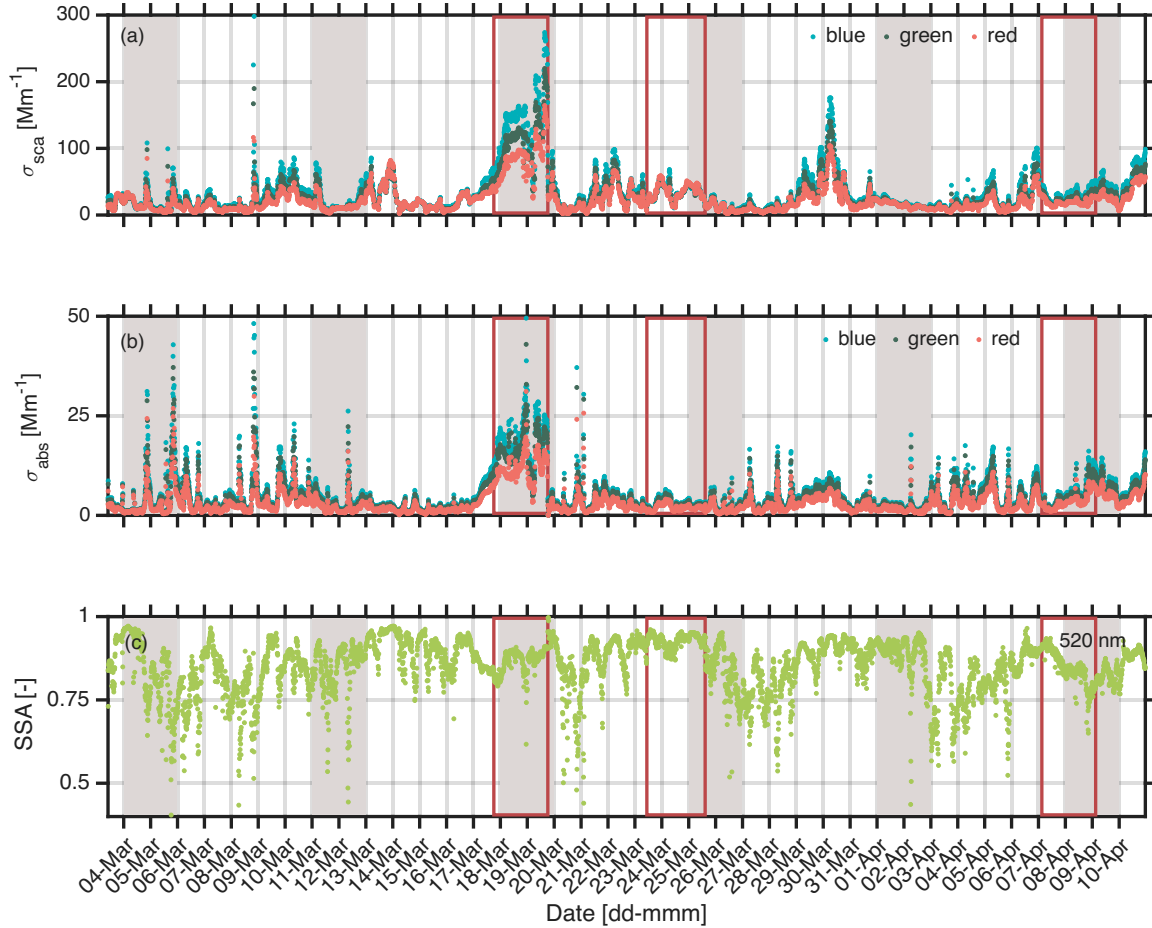 300
(a)
blue
green
red
200
σsca [Mm⁻¹]
100
0
50
(b)
blue
green
red
25
σabs [Mm⁻¹]
0
1
(c)
520 nm
0.75
SSA [-]
0.5
04-Mar
05-Mar
06-Mar
07-Mar
08-Mar
09-Mar
10-Mar
11-Mar
12-Mar
13-Mar
14-Mar
15-Mar
16-Mar
17-Mar
18-Mar
19-Mar
20-Mar
21-Mar
22-Mar
23-Mar
24-Mar
25-Mar
26-Mar
27-Mar
28-Mar
29-Mar
30-Mar
31-Mar
01-Apr
02-Apr
03-Apr
04-Apr
05-Apr
06-Apr
07-Apr
08-Apr
09-Apr
10-Apr
Date [dd-mmm]